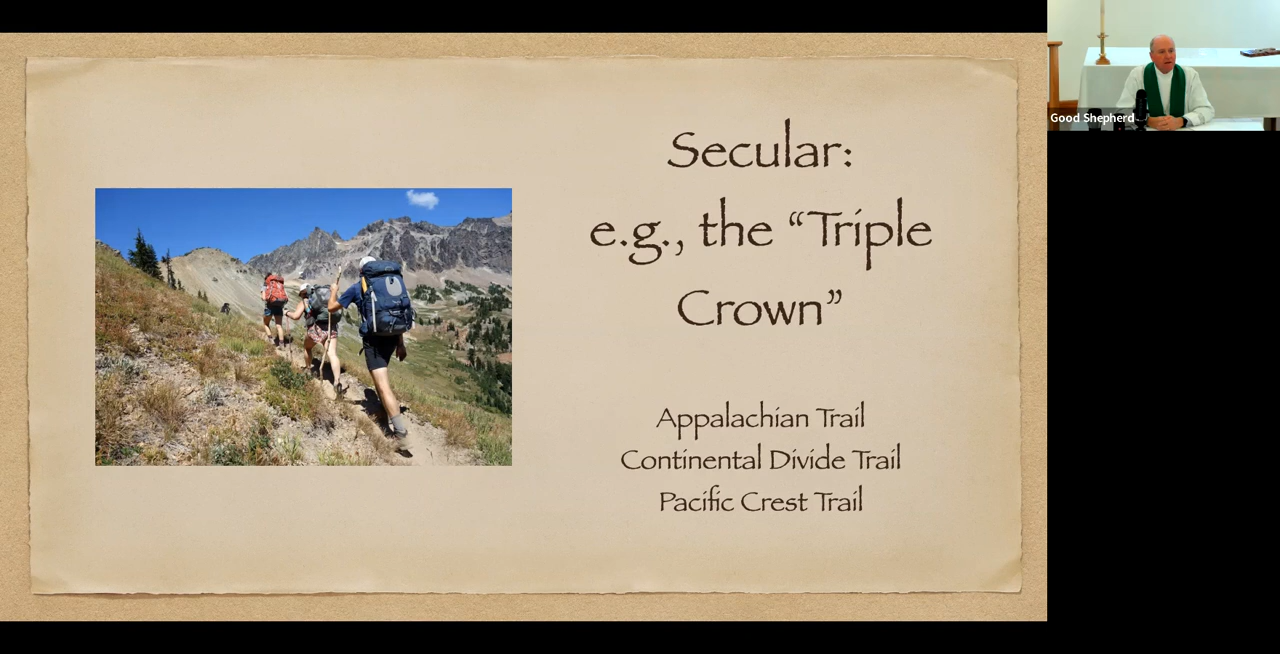 Secular:
e.g., the “Triple
Crown”
Appalachian Trail
Continental Divide Trail
Pacific Crest Trail
Good Shepherd